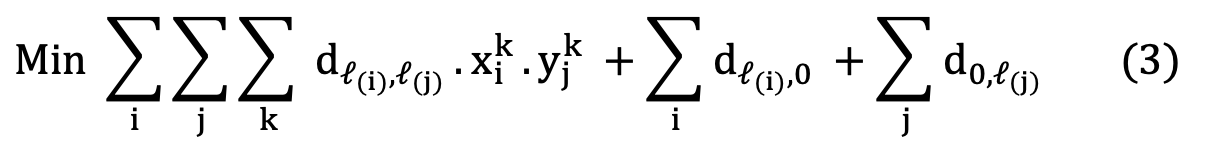 Min ∑_i ∑_j ∑_k d_{ℓ(i),ℓ(j)} . x_i^k . y_j^k + ∑_i d_{ℓ(i),0} + ∑_j d_{0,ℓ(j)} (3)